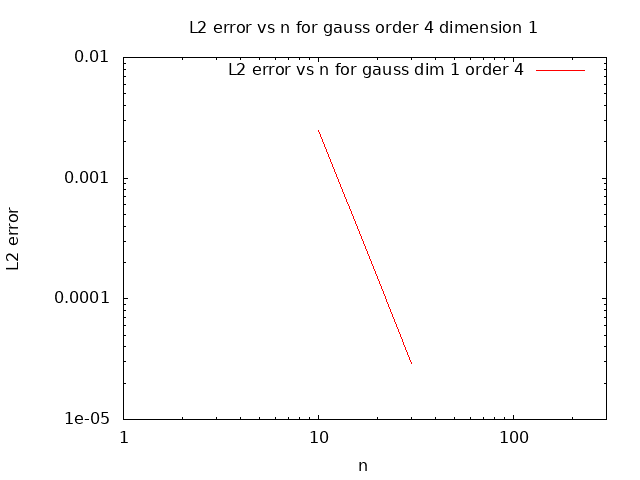 L2 error vs n for gauss order 4 dimension 1
L2 error vs n for gauss dim 1 order 4
0.01
0.001
0.0001
1e-05
L2 error
1
10
100
n